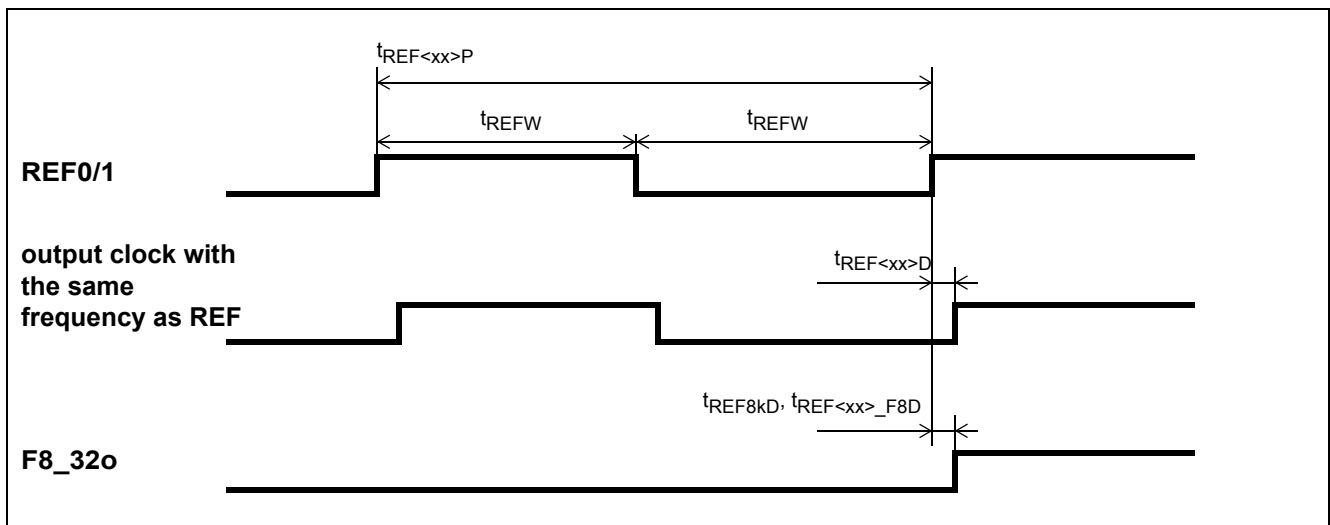 tREF<xx>P
tREFW
tREFW
REF0/1
output clock with
the same
frequency as REF
tREF<xx>D
tREF8kD, tREF<xx>_F8D
F8_32o